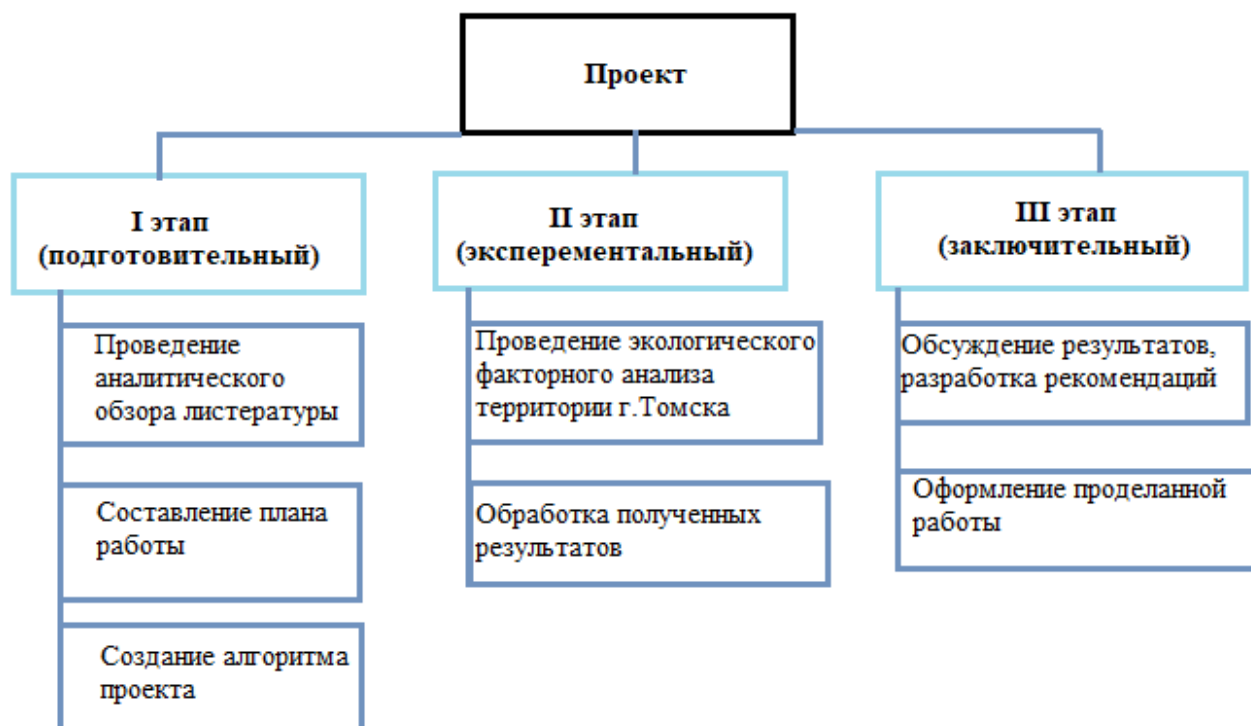 Проект
I этап
(подготовительный)
Проведение
аналитического
обзора листературы
Составление плана
работы
Создание алгоритма
проекта
II этап
(эксперементальный)
Проведение экологического
факторного анализа
территории г.Томска
Обработка полученных
результатов
III этап
(заключительный)
Обсуждение результатов,
разработка рекомендаций
Оформление проделанной
работы